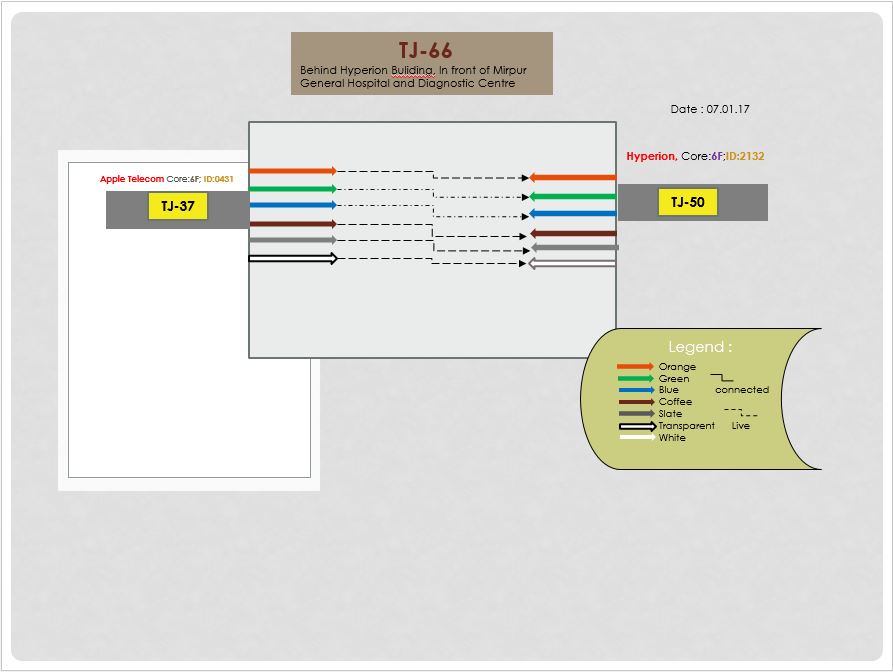 TJ-66
Behind Hyperion Buliding, In front of Mirpur
General Hospital and Diagnostic Centre
Date : 07.01.17
Hyperion, Core:6F;ID:2132
Apple Telecom Core:6F; ID:0431
TJ-37
TJ-50
Legend :
Orange
Green
Blue
connected
Coffee
Slate
Transparent
Live
White